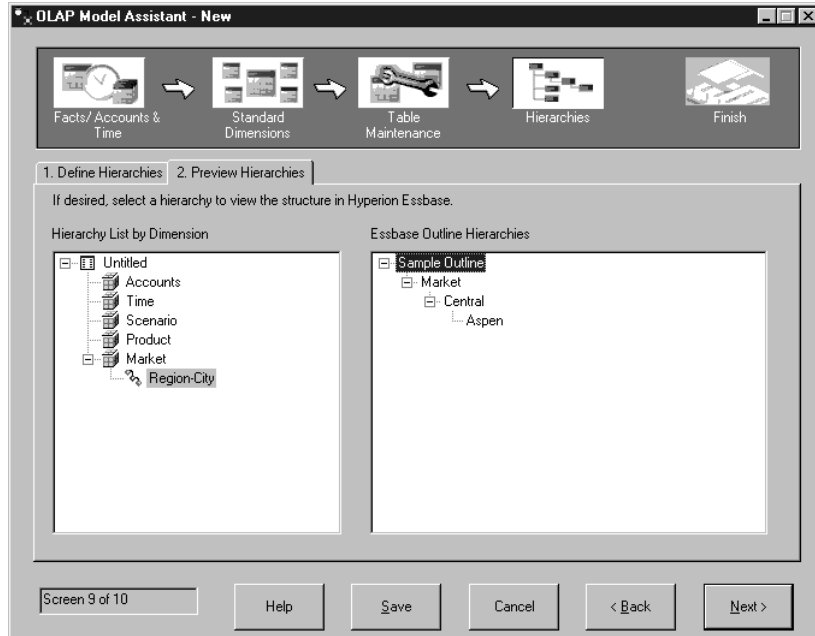 OLAP Model Assistant - New
Facts/Accounts & Time
Standard Dimensions
Table Maintenance
Hierarchies
Finish
1. Define Hierarchies
2. Preview Hierarchies
If desired, select a hierarchy to view the structure in Hyperion Essbase.
Hierarchy List by Dimension
Untitled
Accounts
Time
Scenario
Product
Market
Region-City
Essbase Outline Hierarchies
Sample Outline
Market
Central
Aspen
Screen 9 of 10
Help
Save
Cancel
< Back
Next >